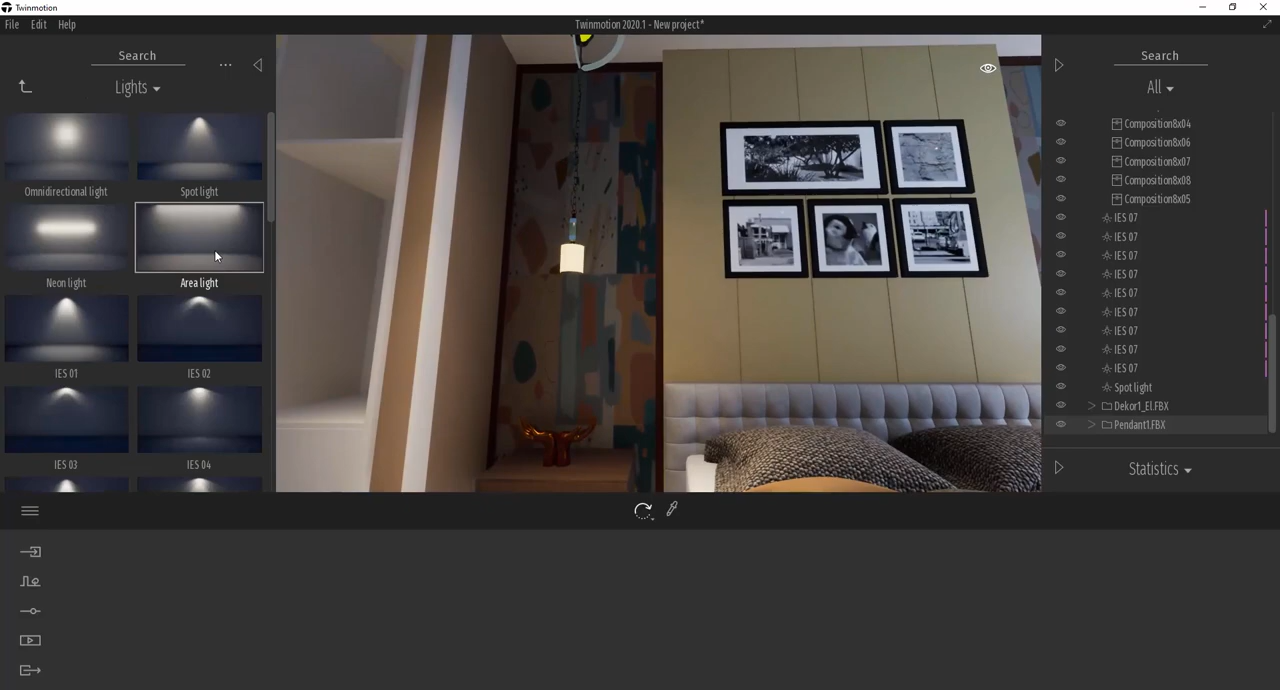 Twinmotion
File Edit Help
Twinmotion 2020.1 - New project*
Search
...
Lights
Omnidirectional light
Spot light
Neon light
Area light
IES 01
IES 02
IES 03
IES 04
Search
All
Composition8x04
Composition8x06
Composition8x07
Composition8x08
Composition8x05
IES 07
IES 07
IES 07
IES 07
IES 07
IES 07
IES 07
IES 07
IES 07
Spot light
Dekor1_El.FBX
Pendant1.FBX
Statistics